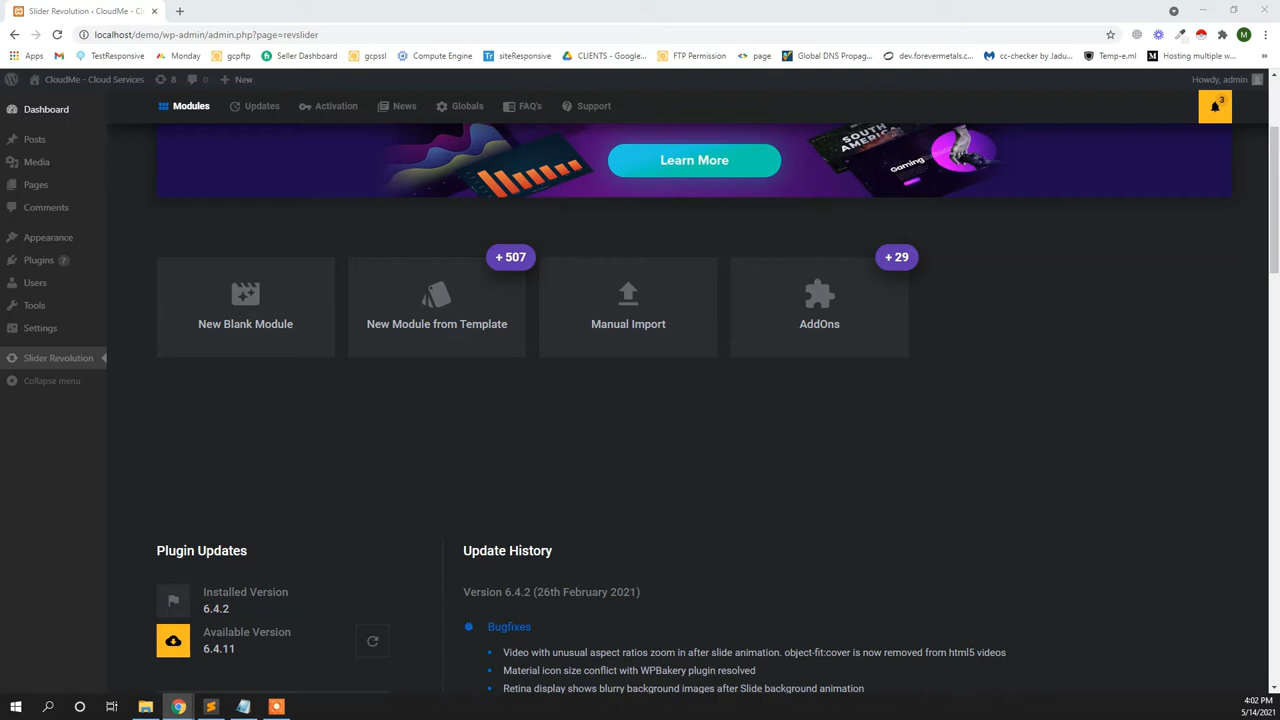 Slider Revolution ‹ CloudMe - Cl
localhost/demo/wp-admin/admin.php?page=revslider
M
Apps
TestResponsive
Monday
gcpftp
Seller Dashboard
gcpssl
Compute Engine
siteResponsive
CLIENTS - Google...
FTP Permission
page
Global DNS Propag...
dev.forevermetals.c...
cc-checker by Jadu...
Temp-e.ml
Hosting multiple w...
CloudMe - Cloud Services
8
0
New
Howdy, admin
Dashboard
Posts
Media
Pages
Comments
Appearance
Plugins 7
Users
Tools
Settings
Slider Revolution
Collapse menu
Modules
Updates
Activation
News
Globals
FAQ's
Support
3
Learn More
SOUTH AMERICA
Gaming
New Blank Module
+ 507
New Module from Template
Manual Import
+ 29
AddOns
Plugin Updates
Installed Version
6.4.2
Available Version
6.4.11
Update History
Version 6.4.2 (26th February 2021)
Bugfixes
Video with unusual aspect ratios zoom in after slide animation. object-fit:cover is now removed from html5 videos
Material icon size conflict with WPBakery plugin resolved
Retina display shows blurry background images after Slide background animation
4:02 PM
5/14/2021